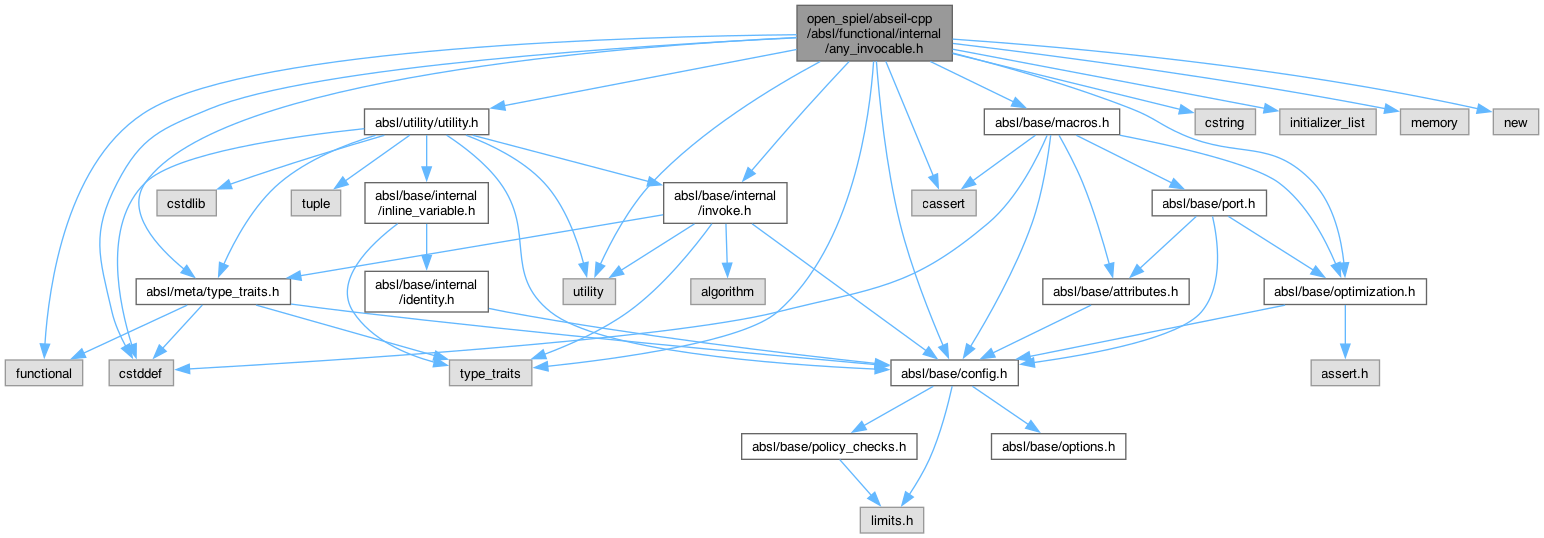 open_spiel/abseil-cpp
/absl/functional/internal
/any_invocable.h
absl/utility/utility.h
absl/base/macros.h
cstring
initializer_list
memory
new
cstdlib
tuple
absl/base/internal
/inline_variable.h
absl/base/internal
/invoke.h
cassert
absl/base/port.h
absl/meta/type_traits.h
absl/base/internal
/identity.h
utility
algorithm
absl/base/attributes.h
absl/base/optimization.h
functional
cstddef
type_traits
absl/base/config.h
assert.h
absl/base/policy_checks.h
absl/base/options.h
limits.h